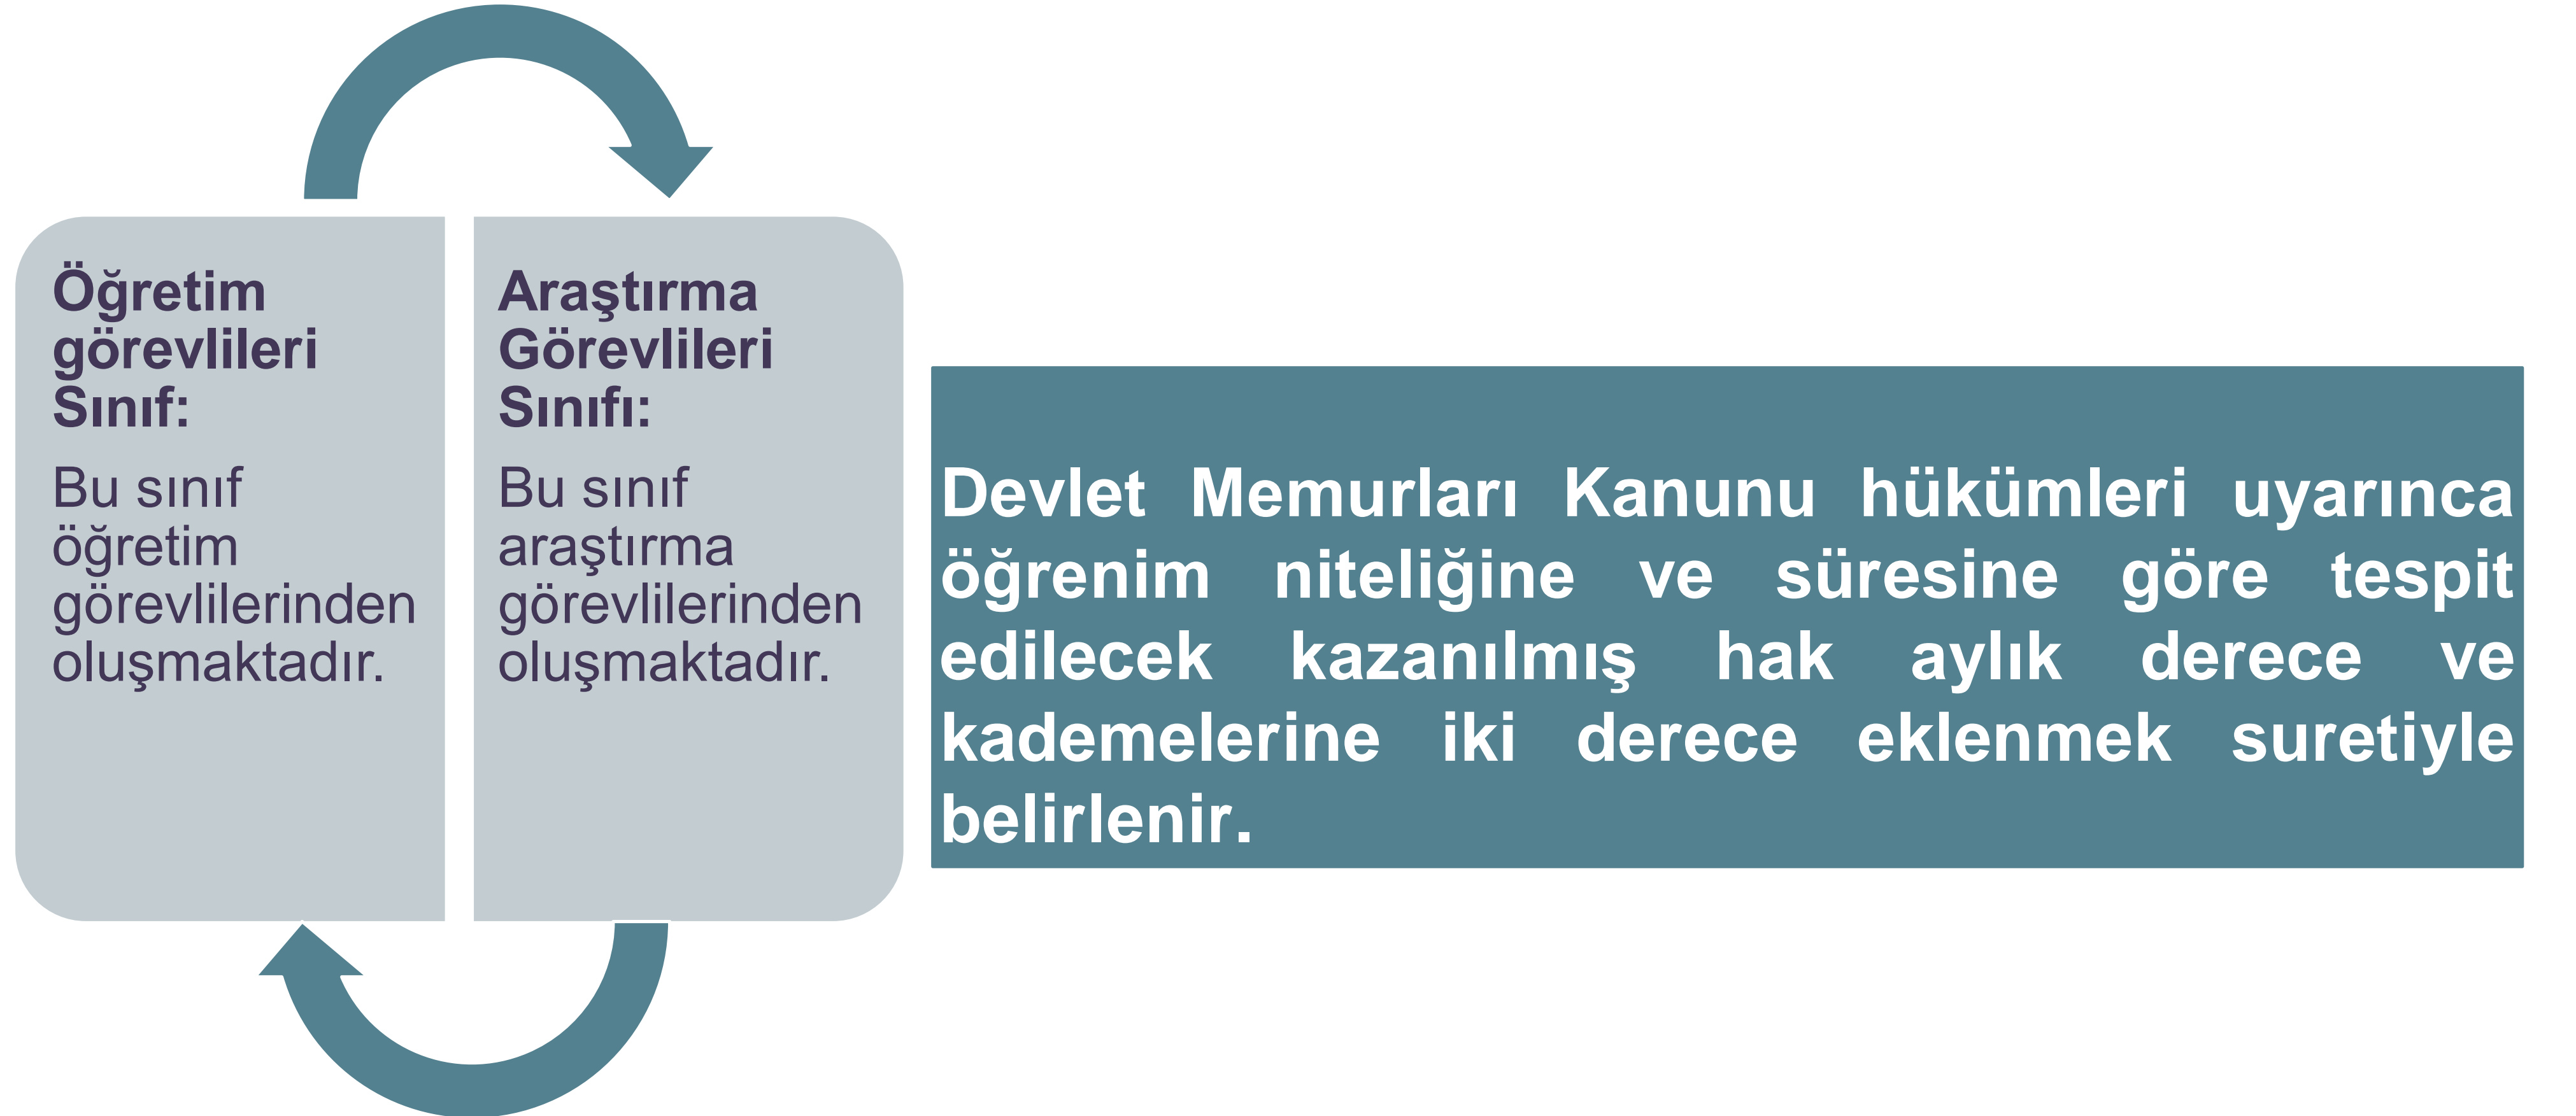 Öğretim
görevlileri
Sınıf:
Bu sınıf
öğretim
görevlilerinden
oluşmaktadır.
Araştırma
Görevlileri
Sınıfı:
Bu sınıf
araştırma
görevlilerinden
oluşmaktadır.
Devlet Memurları Kanunu hükümleri uyarınca
öğrenim niteliğine ve süresine göre tespit
edilecek kazanılmış hak aylık derece ve
kademelerine iki derece eklenmek suretiyle
belirlenir.